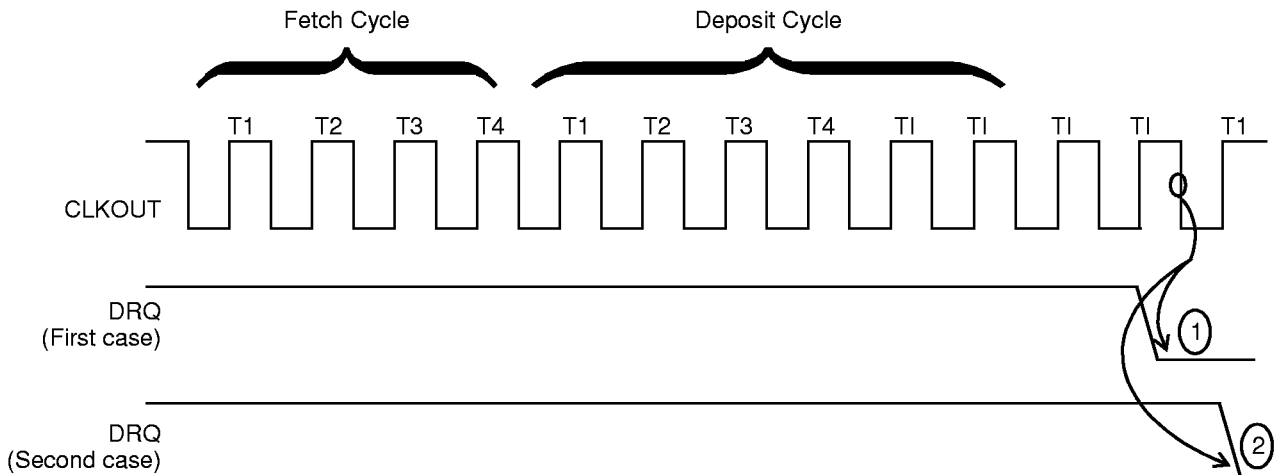 Fetch Cycle Deposit Cycle
T1 T2 T3 T4 T1 T2 T3 T4 TI TI TI TI T1
CLKOUT
DRQ
(First case)
1
DRQ
(Second case)
2